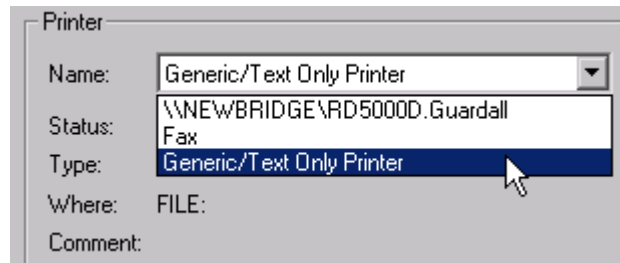 Printer
Name: Generic/Text Only Printer
\\NEWBRIDGE\RD5000D.Guardall
Status:
Fax
Type: Generic/Text Only Printer
Where: FILE:
Comment: